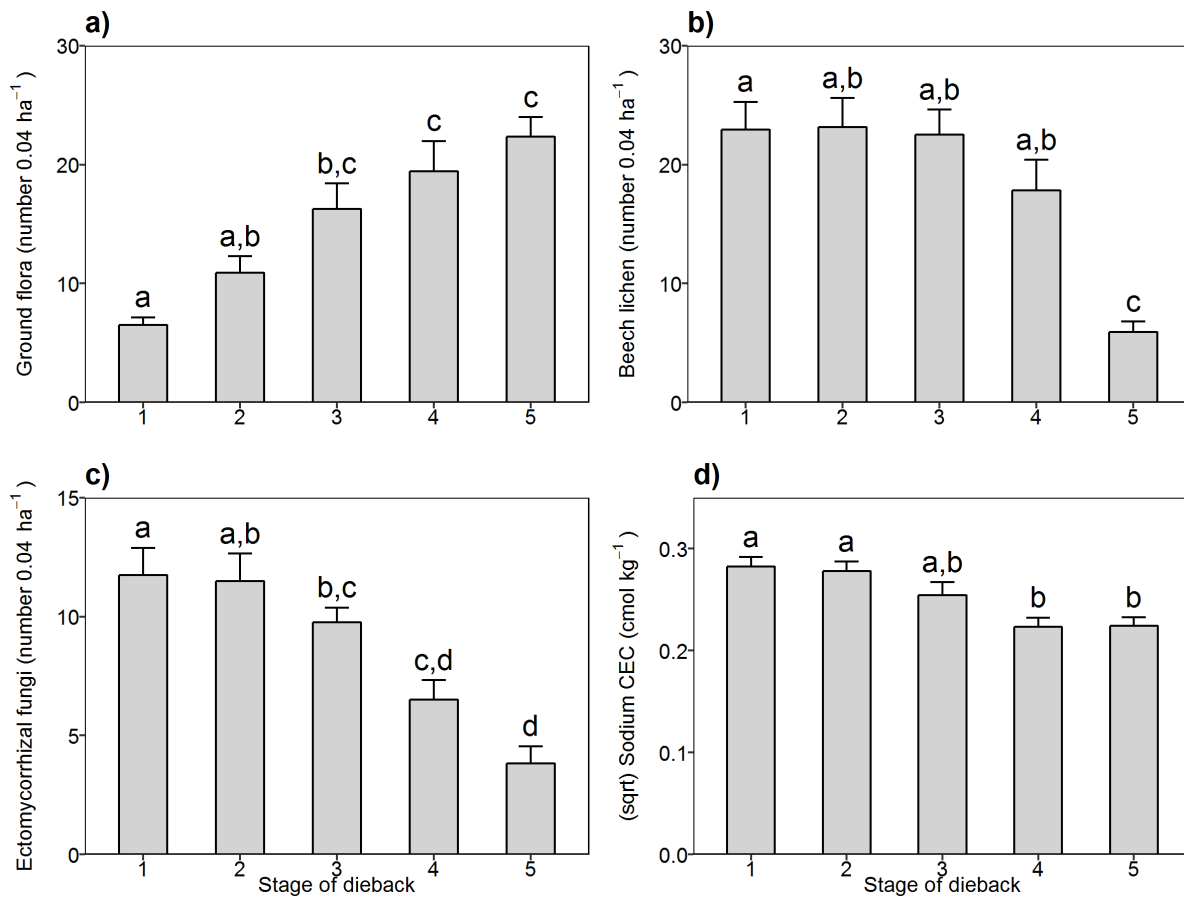 a)
Ground flora (number 0.04 ha⁻¹ )
30
20
10
0
a
a,b
b,c
c
c
1 2 3 4 5
b)
Beech lichen (number 0.04 ha⁻¹ )
30
20
10
0
a
a,b
a,b
a,b
c
1 2 3 4 5
c)
Ectomycorrhizal fungi (number 0.04 ha⁻¹ )
15
10
5
0
a
a,b
b,c
c,d
d
1 2 3 4 5
Stage of dieback
d)
(sqrt) Sodium CEC (cmol kg⁻¹ )
0.3
0.2
0.1
0.0
a
a
a,b
b
b
1 2 3 4 5
Stage of dieback